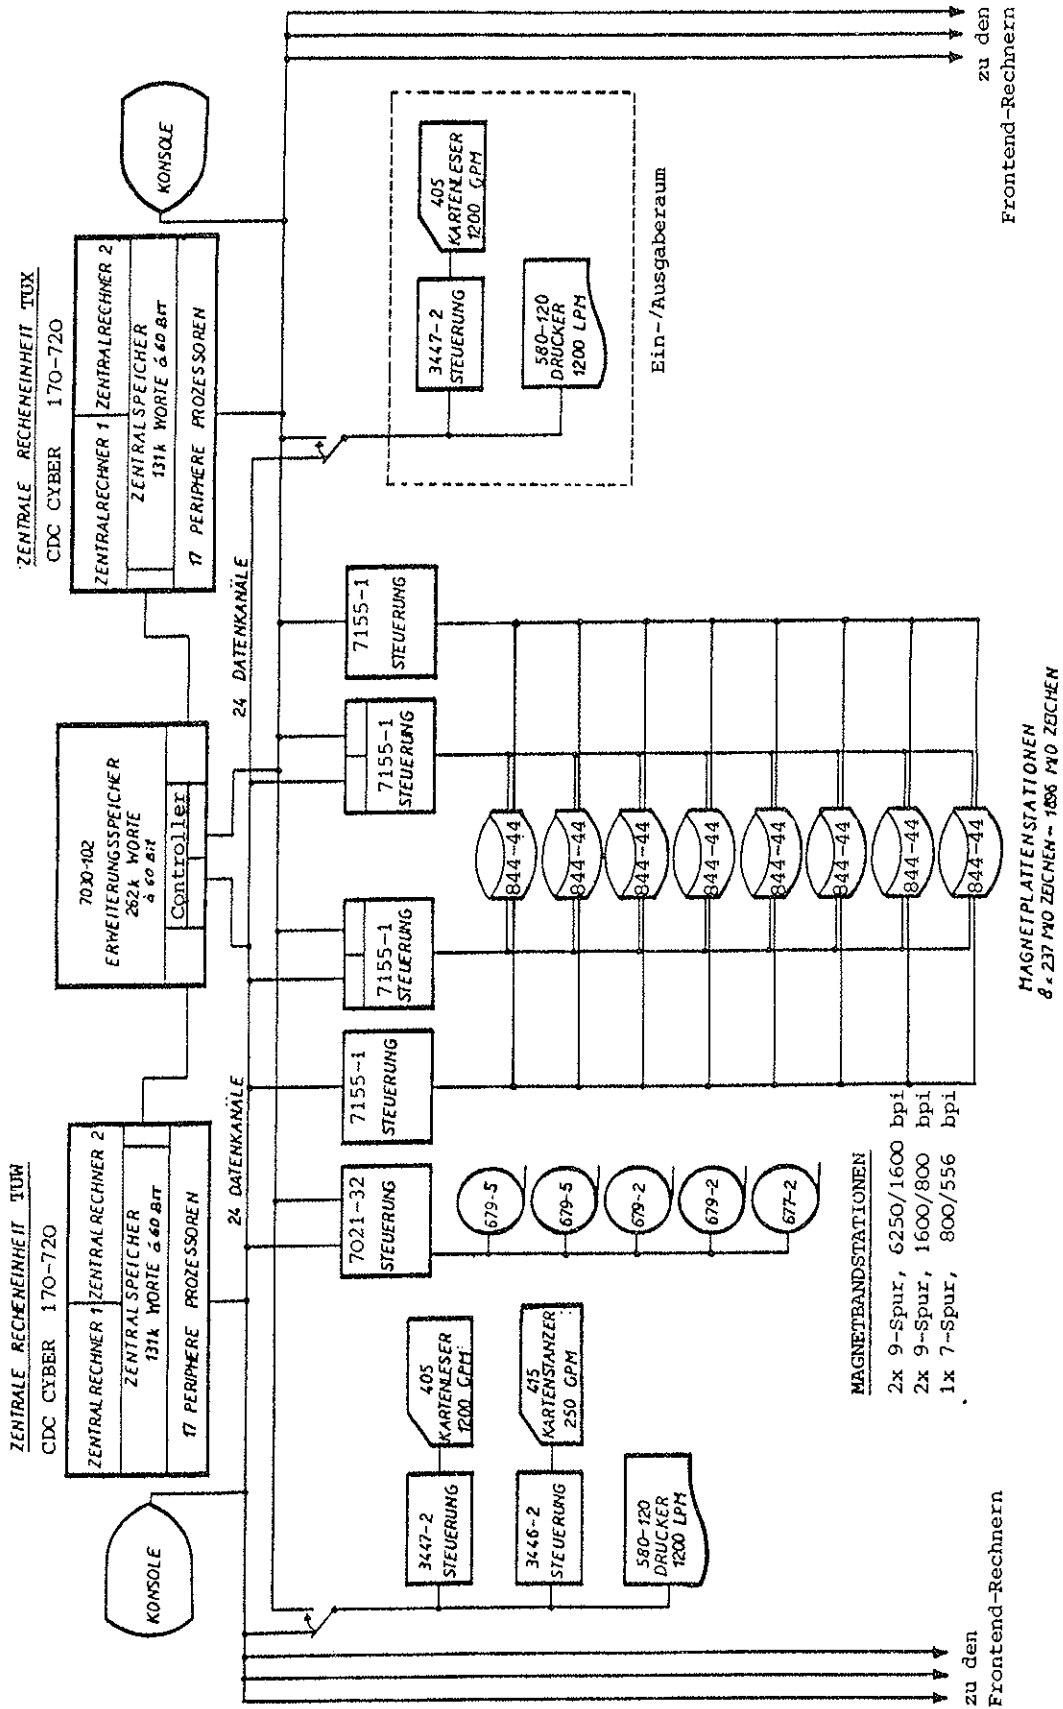 ZENTRALE RECHENEINHEIT TUW
CDC CYBER 170-720
ZENTRALRECHNER 1
ZENTRALRECHNER 2
ZENTRALSPEICHER
131k WORTE à 60 BIT
17 PERIPHERE PROZESSOREN
KONSOLE
7030-102
ERWEITERUNGSSPEICHER
262k WORTE
à 60 Bit
Controller
ZENTRALE RECHENEINHEIT TUX
CDC CYBER 170-720
ZENTRALRECHNER 1
ZENTRALRECHNER 2
ZENTRALSPEICHER
131k WORTE à 60 BIT
17 PERIPHERE PROZESSOREN
KONSOLE
24 DATENKANÄLE
24 DATENKANÄLE
3447-2
STEUERUNG
405
KARTENLESER
1200 GPM
3446-2
STEUERUNG
415
KARTENSTANZER
250 GPM
580-120
DRUCKER
1200 LPM
7021-32
STEUERUNG
679-5
679-5
679-2
679-2
677-2
7155-1
STEUERUNG
7155-1
STEUERUNG
7155-1
STEUERUNG
7155-1
STEUERUNG
844-44
844-44
844-44
844-44
844-44
844-44
844-44
844-44
3447-2
STEUERUNG
405
KARTENLESER
1200 GPM
580-120
DRUCKER
1200 LPM
Ein-/Ausgaberaum
MAGNETBANDSTATIONEN
2x 9-Spur, 6250/1600 bpi
2x 9-Spur, 1600/800 bpi
1x 7-Spur, 800/556 bpi
MAGNETPLATTENSTATIONEN
8 x 237 MIO ZEICHEN ~ 1896 MIO ZEICHEN
zu den
Frontend-Rechnern
zu den
Frontend-Rechnern